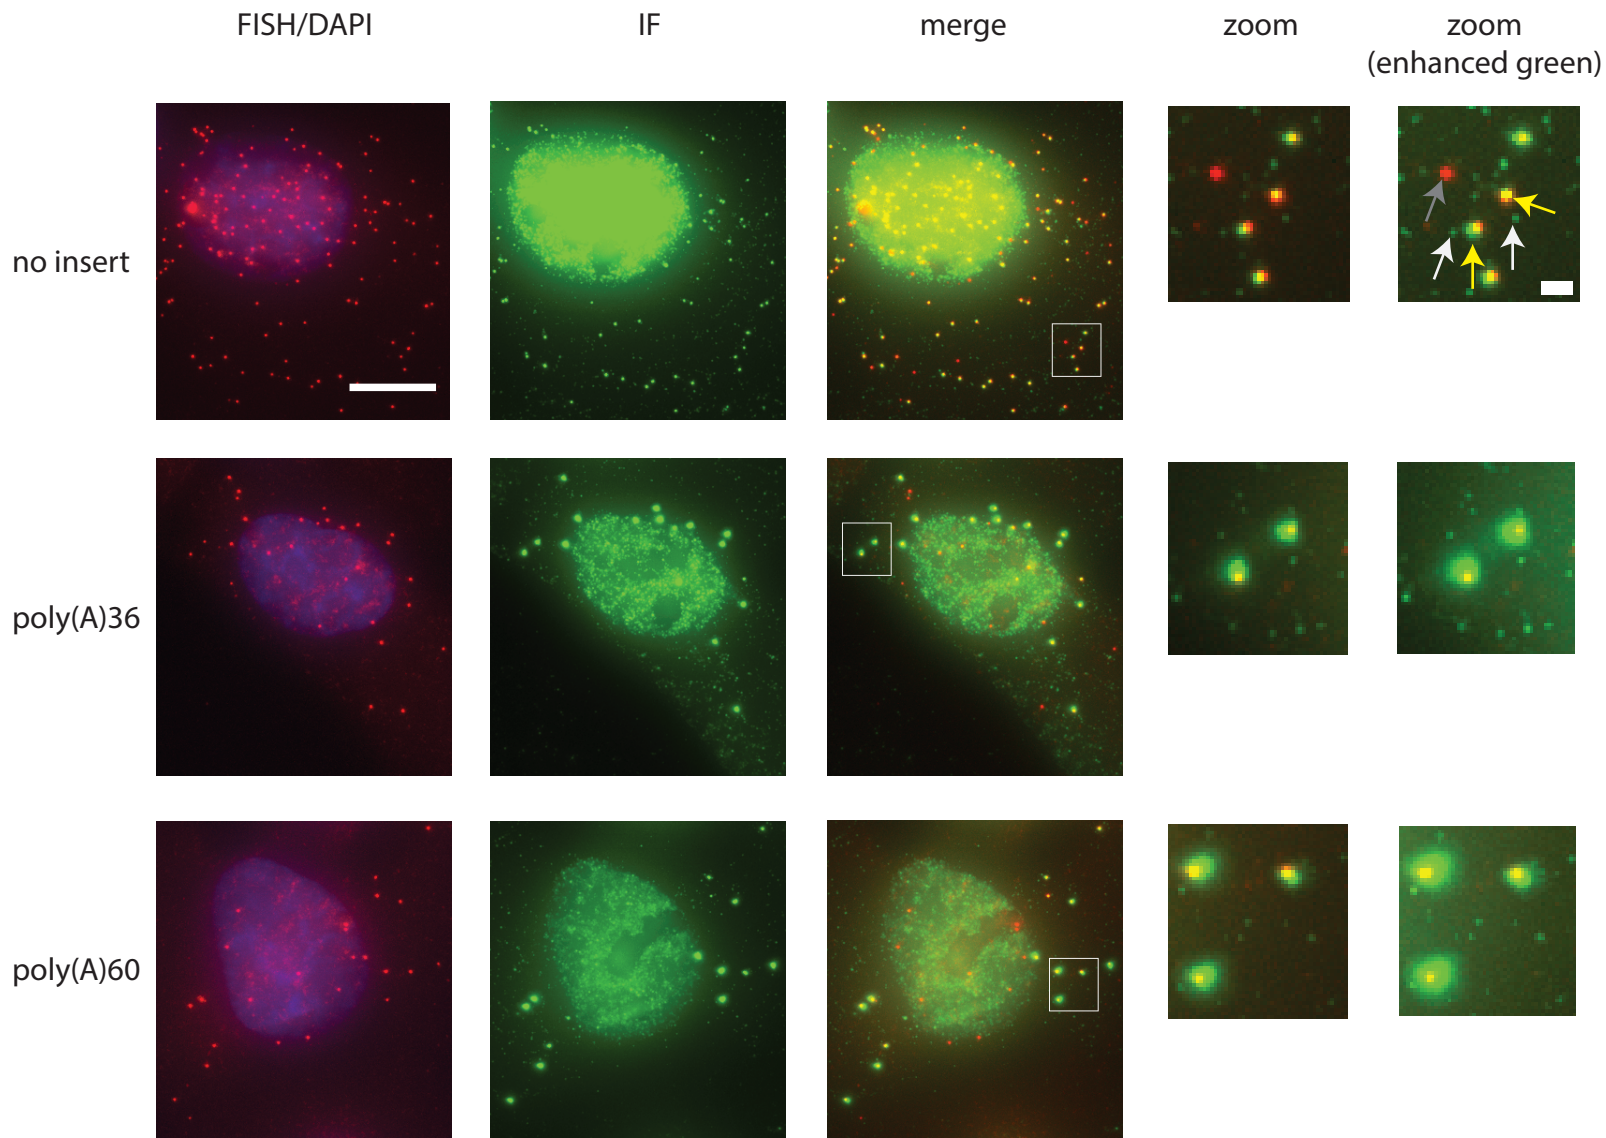 FISH/DAPI IF merge zoom zoom
(enhanced green)
no insert
poly(A)36
poly(A)60